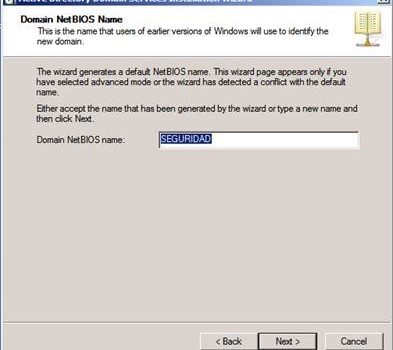 Active Directory Domain Services Installation Wizard
Domain NetBIOS Name
This is the name that users of earlier versions of Windows will use to identify the
new domain.
The wizard generates a default NetBIOS name. This wizard page appears only if you
have selected advanced mode or the wizard has detected a conflict with the default
name.
Either accept the name that has been generated by the wizard or type a new name and
then click Next.
Domain NetBIOS name: SEGURIDAD
< Back Next > Cancel